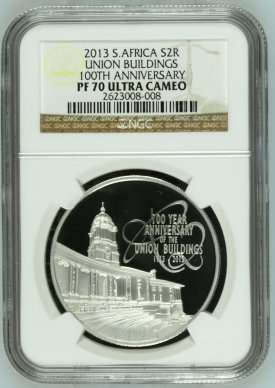 2013 S.AFRICA S2R
UNION BUILDINGS
100TH ANNIVERSARY
PF 70 ULTRA CAMEO
2623008-008
NGC
100 YEAR
ANNIVERSARY
OF THE
UNION BUILDINGS
1913 2013